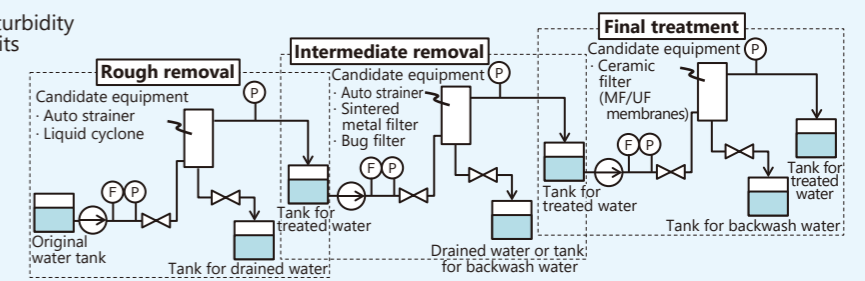 turbidity
its
Rough removal
Candidate equipment
· Auto strainer
· Liquid cyclone
P
F P
Original
water tank
Tank for drained water
Tank for
treated water
Intermediate removal
Candidate equipment
· Auto strainer
· Sintered
metal filter
· Bug filter
P
F P
Drained water or tank
for backwash water
Tank for
treated water
Final treatment
Candidate equipment
· Ceramic
filter
(MF/UF
membranes)
P
F P
Tank for
treated
water
Tank for backwash water